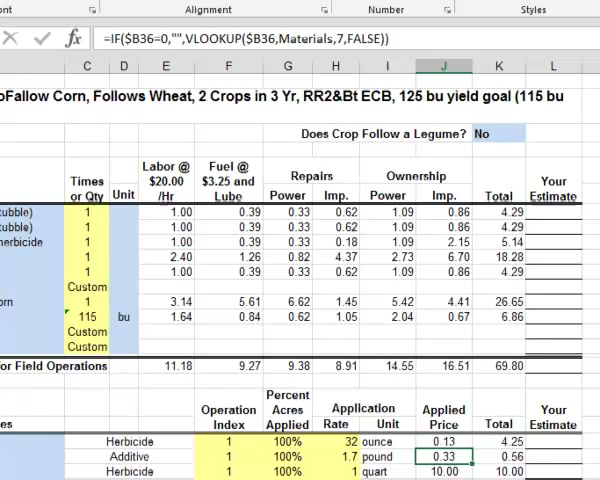 ont Alignment Number Styles
fx =IF($B36=0,"",VLOOKUP($B36,Materials,7,FALSE))
C D E F G H I J K L
oFallow Corn, Follows Wheat, 2 Crops in 3 Yr, RR2&Bt ECB, 125 bu yield goal (115 bu
Does Crop Follow a Legume? No
Labor @ Fuel @
Times $20.00 $3.25 and Repairs Ownership Your
or Qty Unit /Hr Lube Power Imp. Power Imp. Total Estimate
tubble) 1 1.00 0.39 0.33 0.62 1.09 0.86 4.29
tubble) 1 1.00 0.39 0.33 0.62 1.09 0.86 4.29
erbicide 1 1.00 0.39 0.33 0.18 1.09 2.15 5.14
1 2.40 1.26 0.82 4.37 2.73 6.70 18.28
1 1.00 0.39 0.33 0.62 1.09 0.86 4.29
Custom
orn 1 3.14 5.61 6.62 1.45 5.42 4.41 26.65
115 bu 1.64 0.84 0.62 1.05 2.04 0.67 6.86
Custom
Custom
or Field Operations 11.18 9.27 9.38 8.91 14.55 16.51 69.80
Percent
Operation Acres Application Applied Your
es Index Applied Rate Unit Price Total Estimate
Herbicide 1 100% 32 ounce 0.13 4.25
Additive 1 100% 1.7 pound 0.33 0.56
Herbicide 1 100% 1 quart 10.00 10.00